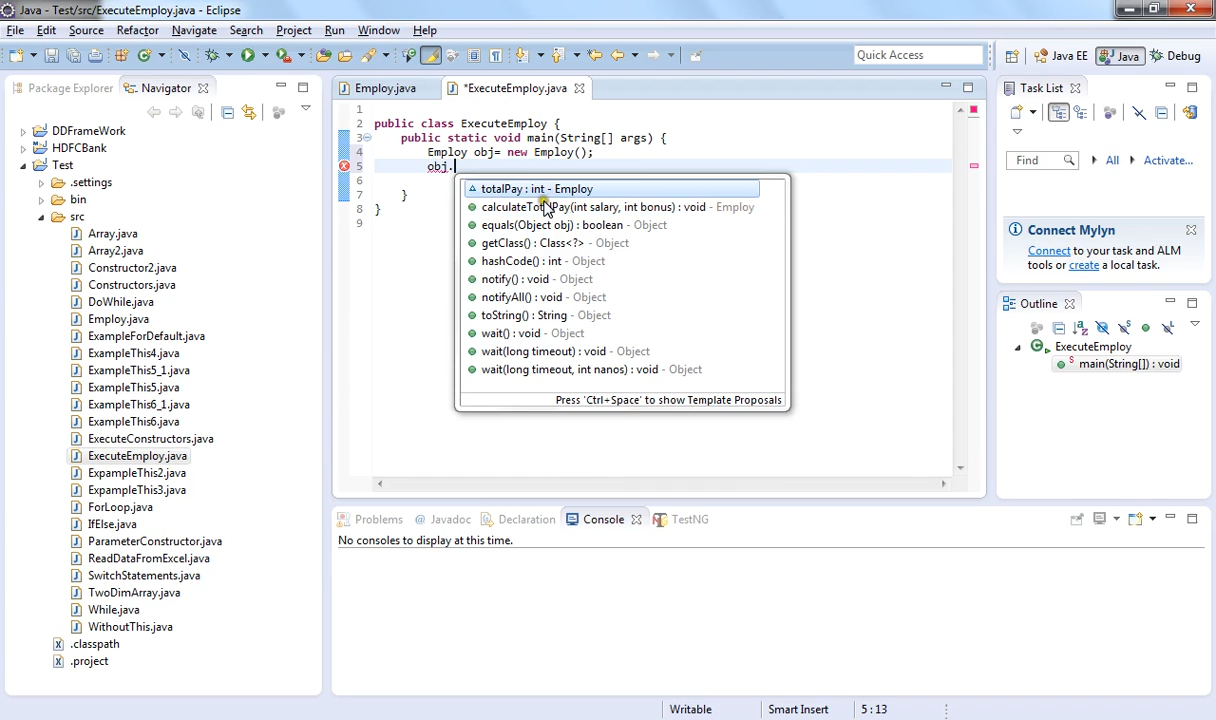 Java - Test/src/ExecuteEmploy.java - Eclipse
File Edit Source Refactor Navigate Search Project Run Window Help
Quick Access
Java EE
Java
Debug
Package Explorer
Navigator
DDFrameWork
HDFCBank
Test
.settings
bin
src
Array.java
Array2.java
Constructor2.java
Constructors.java
DoWhile.java
Employ.java
ExampleForDefault.java
ExampleThis4.java
ExampleThis5_1.java
ExampleThis5.java
ExampleThis6_1.java
ExampleThis6.java
ExecuteConstructors.java
ExecuteEmploy.java
ExpampleThis2.java
ExpampleThis3.java
ForLoop.java
IfElse.java
ParameterConstructor.java
ReadDataFromExcel.java
SwitchStatements.java
TwoDimArray.java
While.java
WithoutThis.java
.classpath
.project
Employ.java
*ExecuteEmploy.java
1
2 public class ExecuteEmploy {
3 public static void main(String[] args) {
4 Employ obj= new Employ();
5 obj.
6
7 }
8 }
9
totalPay : int - Employ
calculateTotalPay(int salary, int bonus) : void - Employ
equals(Object obj) : boolean - Object
getClass() : Class<?> - Object
hashCode() : int - Object
notify() : void - Object
notifyAll() : void - Object
toString() : String - Object
wait() : void - Object
wait(long timeout) : void - Object
wait(long timeout, int nanos) : void - Object
Press 'Ctrl+Space' to show Template Proposals
Problems
@ Javadoc
Declaration
Console
TestNG
No consoles to display at this time.
Task List
Find
All
Activate...
Connect Mylyn
Connect to your task and ALM
tools or create a local task.
Outline
ExecuteEmploy
S main(String[]) : void
Writable
Smart Insert
5 : 13